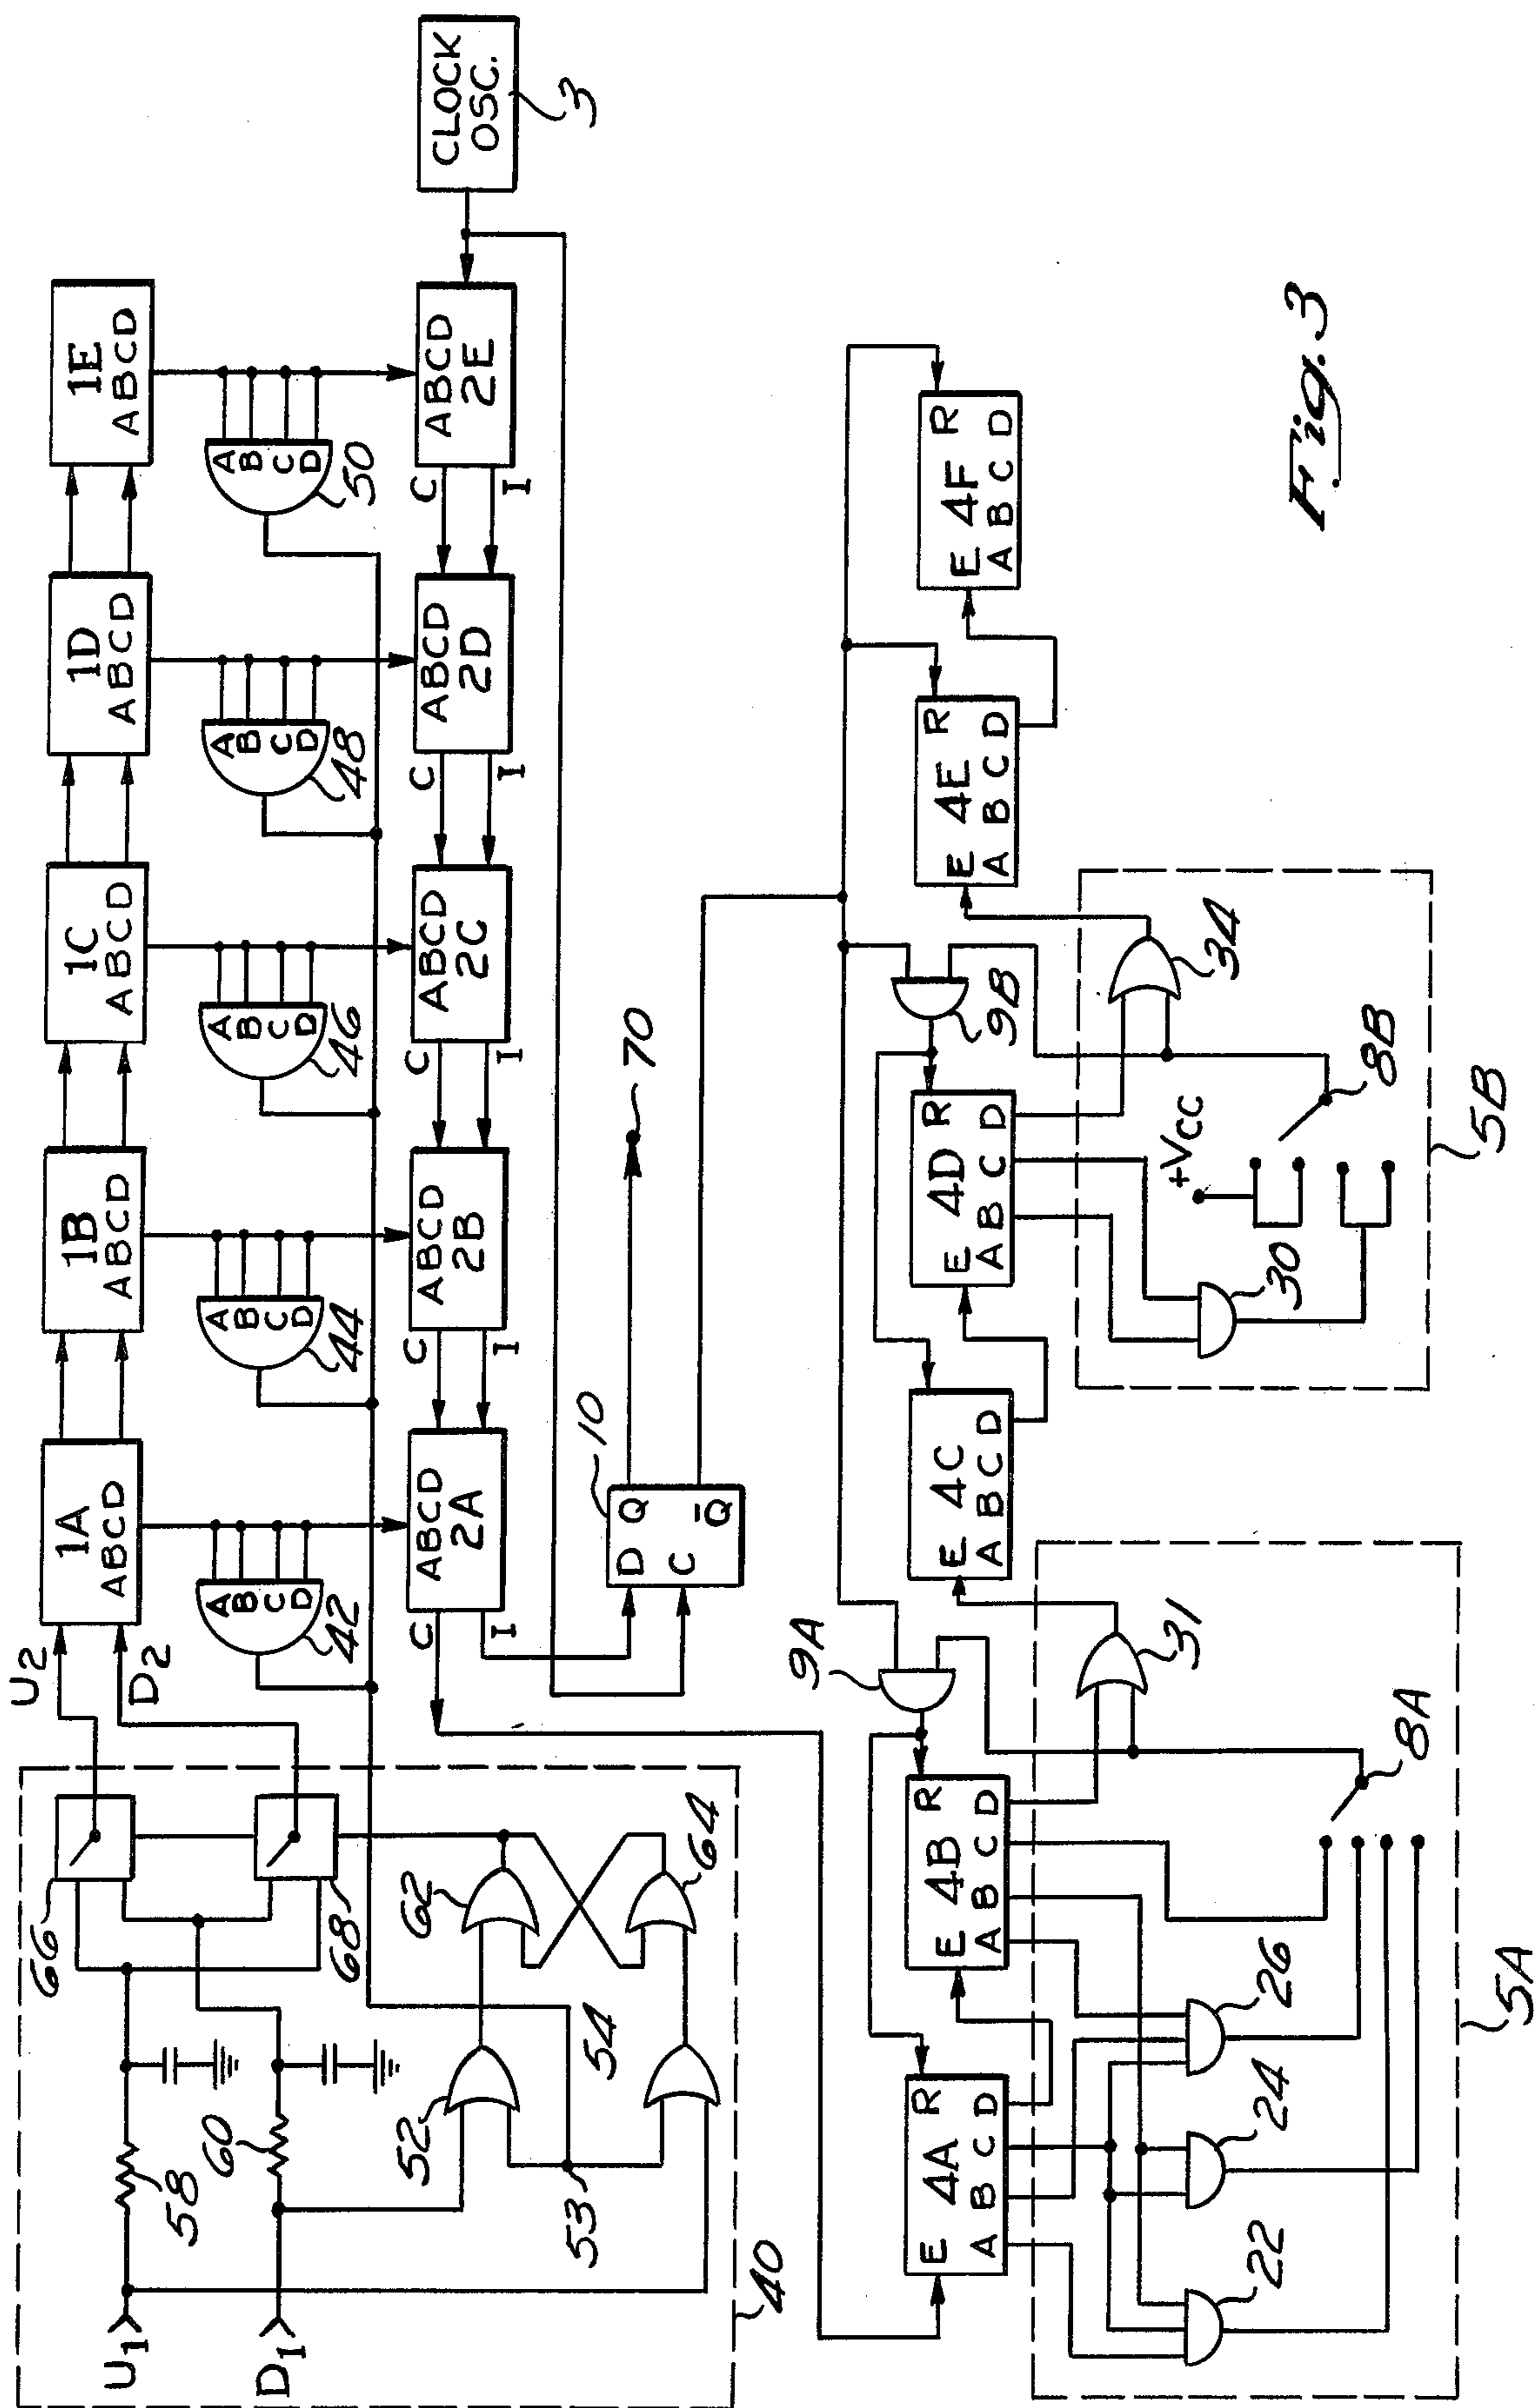 U2
D2
1A
ABCD
1B
ABCD
1C
ABCD
1D
ABCD
1E
ABCD
U1
D1
58
60
66
68
52
53
54
62
64
40
A
B
C
D
42
A
B
C
D
44
A
B
C
D
46
A
B
C
D
48
A
B
C
D
50
C
I
ABCD
2A
C
I
ABCD
2B
C
I
ABCD
2C
C
I
ABCD
2D
C
I
ABCD
2E
CLOCK
OSC.
3
D Q
C Q̄
10
70
E 4A R
A B C D
E 4B R
A B C D
9A
E 4C
A B C D
E 4D R
A B C D
9B
E 4E R
A B C D
E 4F R
A B C D
22
24
26
31
8A
5A
30
+Vcc
34
8B
5B
Fig. 3